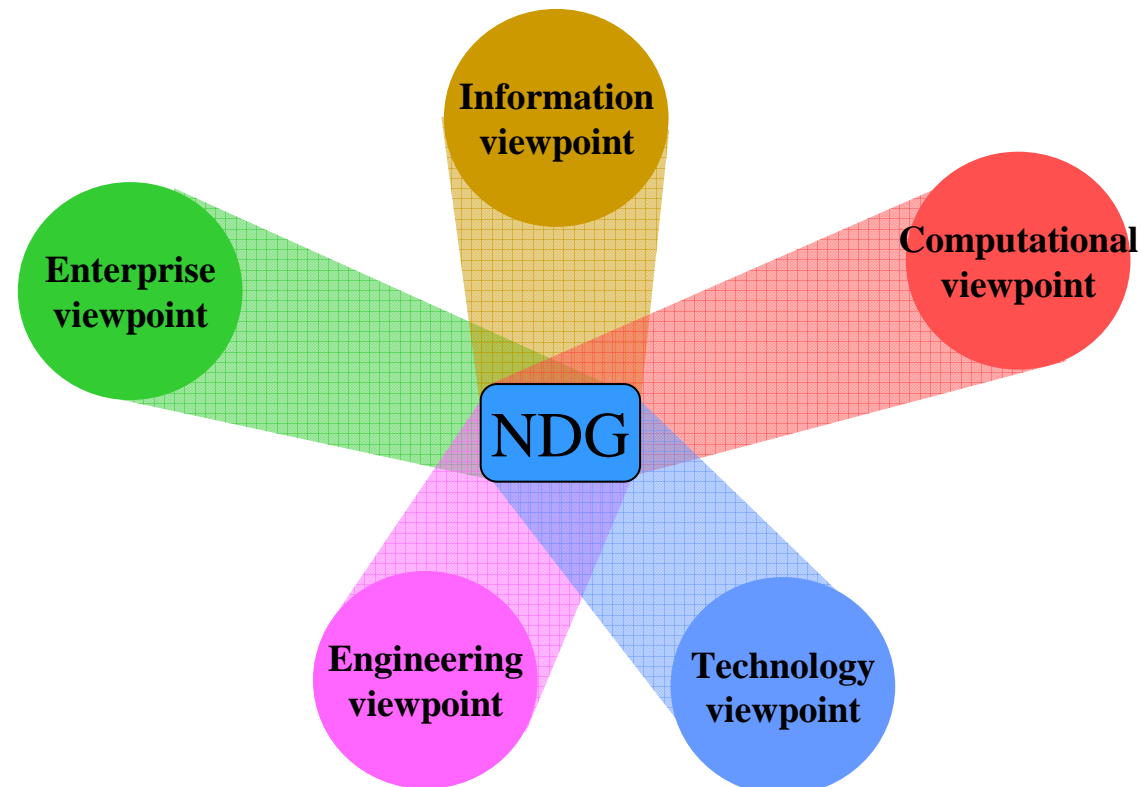 Information
viewpoint
Computational
viewpoint
Enterprise
viewpoint
NDG
Engineering
viewpoint
Technology
viewpoint